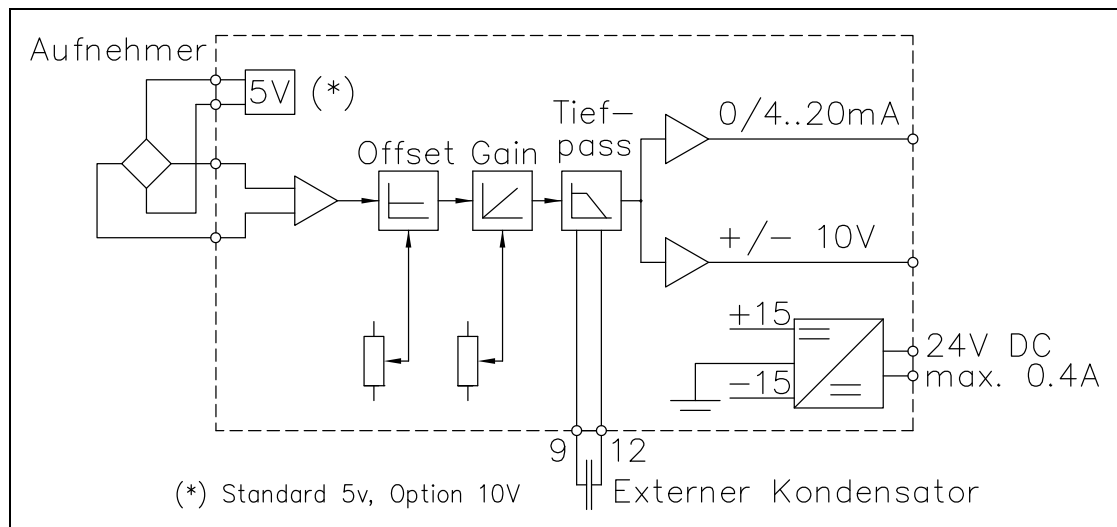 Aufnehmer
5V (*)
Offset
Gain
Tief-
pass
0/4..20mA
+/- 10V
+15
-15
24V DC
max. 0.4A
9
12
(*) Standard 5v, Option 10V
Externer Kondensator